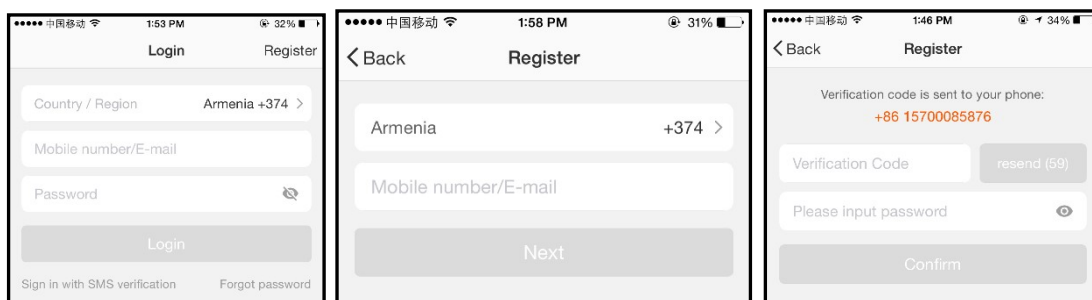 中国移动 1:53 PM 32%
Login Register
Country / Region Armenia +374
Mobile number/E-mail
Password
Login
Sign in with SMS verification Forgot password
中国移动 1:58 PM 31%
Back Register
Armenia +374
Mobile number/E-mail
Next
中国移动 1:46 PM 34%
Back Register
Verification code is sent to your phone:
+86 15700085876
Verification Code resend (59)
Please input password
Confirm